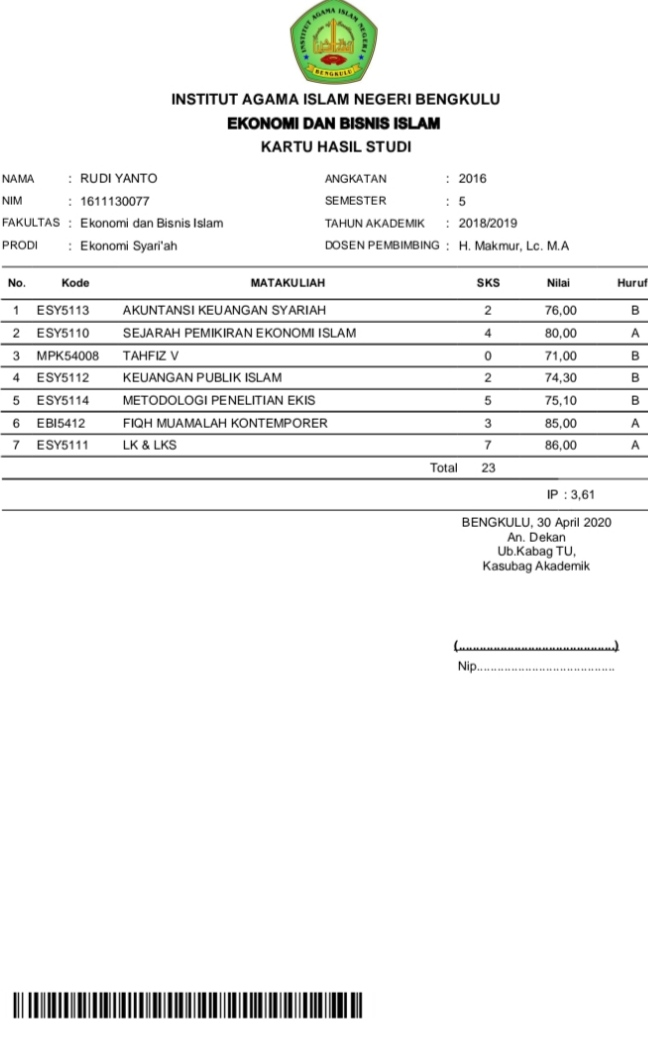 INSTITUT AGAMA ISLAM NEGERI
BENGKULU
INSTITUT AGAMA ISLAM NEGERI BENGKULU
EKONOMI DAN BISNIS ISLAM
KARTU HASIL STUDI
NAMA : RUDI YANTO ANGKATAN : 2016
NIM : 1611130077 SEMESTER : 5
FAKULTAS : Ekonomi dan Bisnis Islam TAHUN AKADEMIK : 2018/2019
PRODI : Ekonomi Syari'ah DOSEN PEMBIMBING : H. Makmur, Lc. M.A
No. Kode MATAKULIAH SKS Nilai Huruf
1 ESY5113 AKUNTANSI KEUANGAN SYARIAH 2 76,00 B
2 ESY5110 SEJARAH PEMIKIRAN EKONOMI ISLAM 4 80,00 A
3 MPK54008 TAHFIZ V 0 71,00 B
4 ESY5112 KEUANGAN PUBLIK ISLAM 2 74,30 B
5 ESY5114 METODOLOGI PENELITIAN EKIS 5 75,10 B
6 EBI5412 FIQH MUAMALAH KONTEMPORER 3 85,00 A
7 ESY5111 LK & LKS 7 86,00 A
Total 23
IP : 3,61
BENGKULU, 30 April 2020
An. Dekan
Ub.Kabag TU,
Kasubag Akademik
(..............................................)
Nip........................................